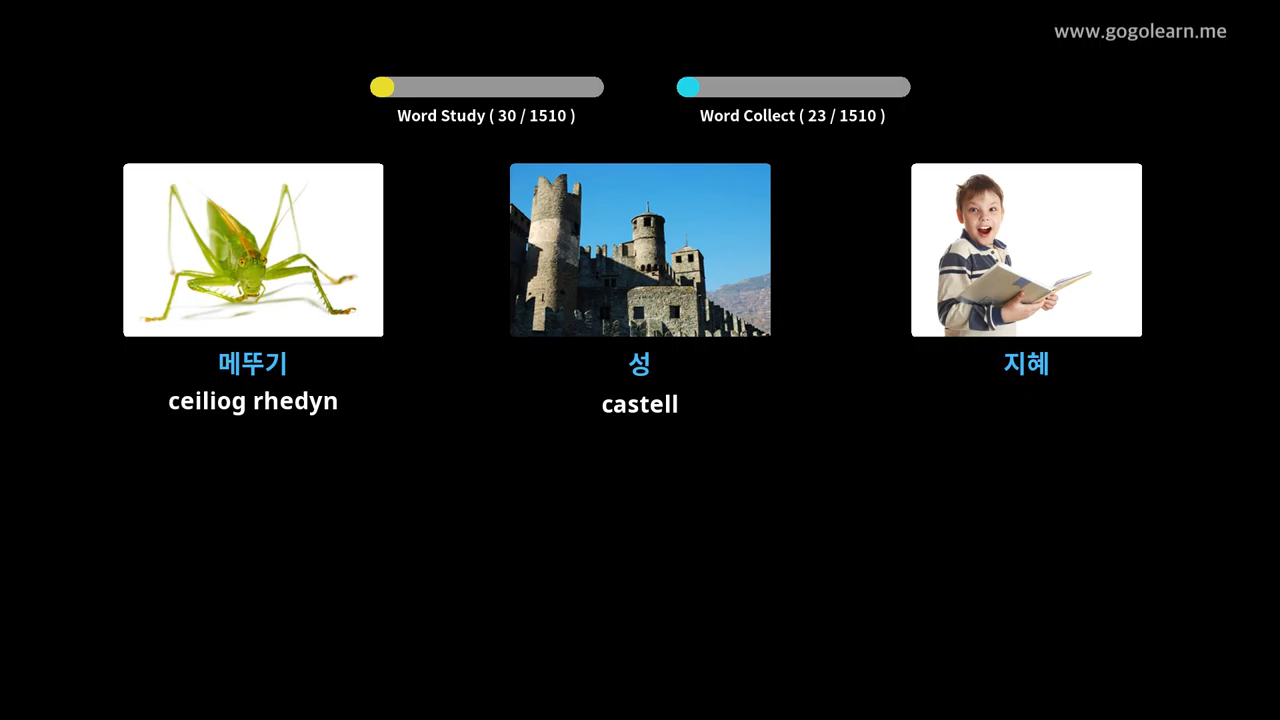 www.gogolearn.me
Word Study ( 30 / 1510 )
Word Collect ( 23 / 1510 )
메뚜기
성
지혜
ceiliog rhedyn
castell